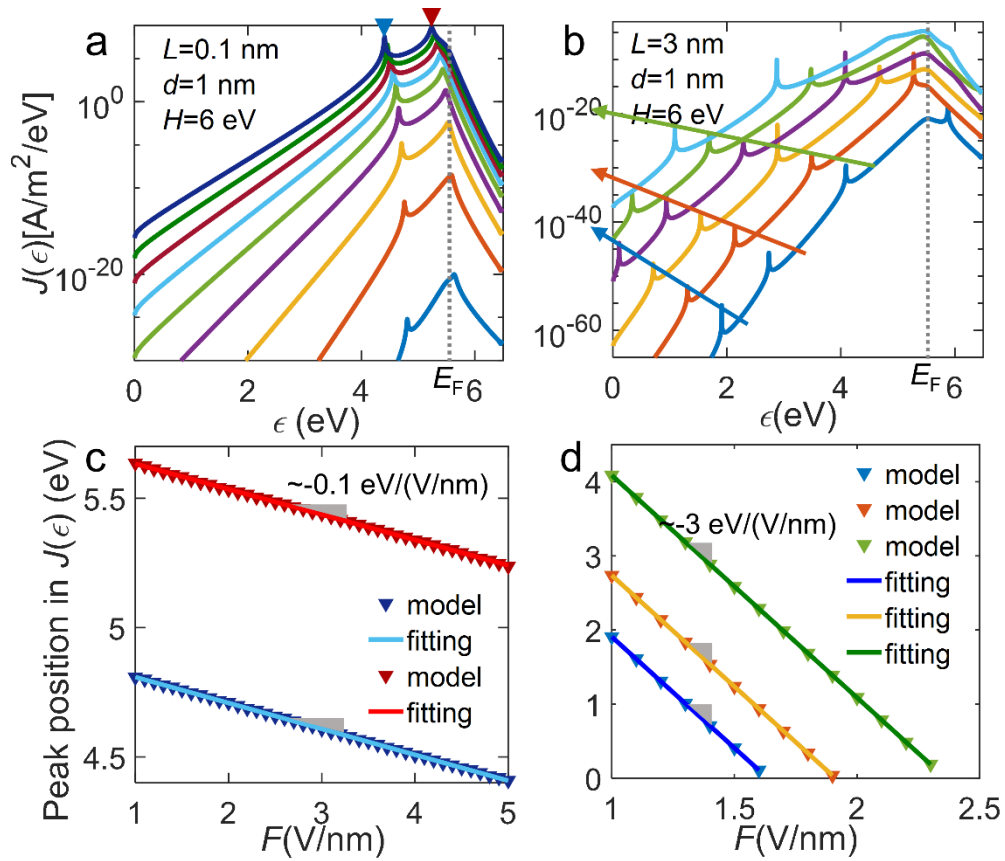 a
L=0.1 nm
d=1 nm
H=6 eV
J(ϵ)[A/m²/eV]
10⁰
10⁻²⁰
0
2
4
E_F
6
ϵ (eV)
b
L=3 nm
d=1 nm
H=6 eV
10⁻²⁰
10⁻⁴⁰
10⁻⁶⁰
0
2
4
E_F
6
ϵ(eV)
c
~-0.1 eV/(V/nm)
Peak position in J(ϵ) (eV)
5.5
5
4.5
model
fitting
model
fitting
1
2
3
4
5
F(V/nm)
d
~-3 eV/(V/nm)
4
3
2
1
0
model
model
model
fitting
fitting
fitting
1
1.5
2
2.5
F(V/nm)